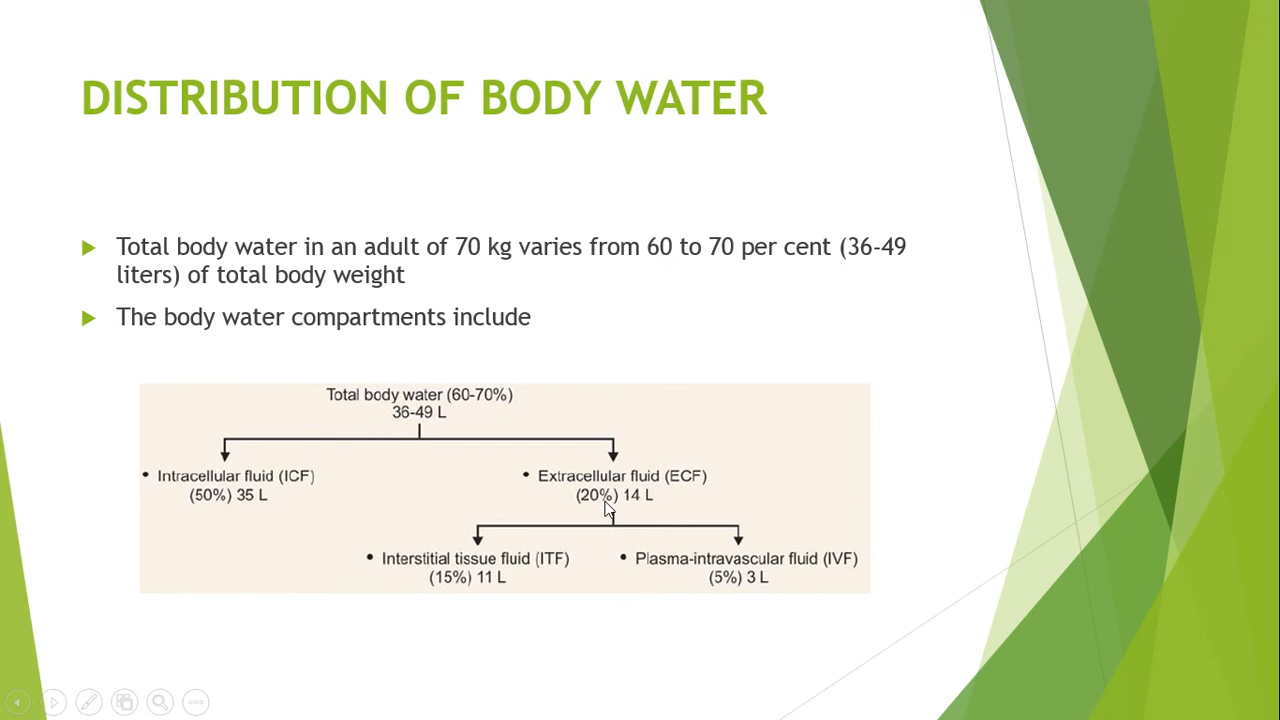 DISTRIBUTION OF BODY WATER
Total body water in an adult of 70 kg varies from 60 to 70 per cent (36-49
liters) of total body weight
The body water compartments include
Total body water (60-70%)
36-49 L
• Intracellular fluid (ICF)
(50%) 35 L
• Extracellular fluid (ECF)
(20%) 14 L
• Interstitial tissue fluid (ITF)
(15%) 11 L
• Plasma-intravascular fluid (IVF)
(5%) 3 L